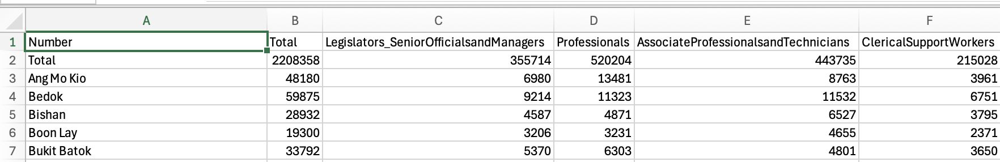 A B C D E F
1 Number Total Legislators_SeniorOfficialsandManagers Professionals AssociateProfessionalsandTechnicians ClericalSupportWorkers
2 Total 2208358 355714 520204 443735 215028
3 Ang Mo Kio 48180 6980 13481 8763 3961
4 Bedok 59875 9214 11323 11532 6751
5 Bishan 28932 4587 4871 6527 3795
6 Boon Lay 19300 3206 3231 4655 2371
7 Bukit Batok 33792 5370 6303 4801 3650